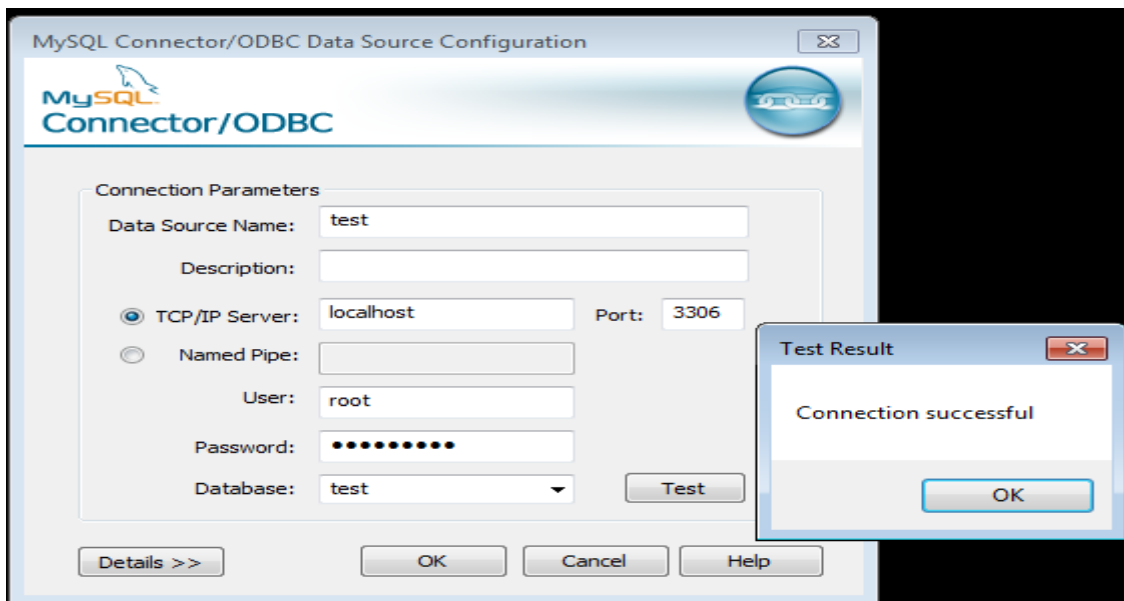 MySQL Connector/ODBC Data Source Configuration
MySQL
Connector/ODBC
Connection Parameters
Data Source Name: test
Description:
TCP/IP Server: localhost Port: 3306
Named Pipe:
User: root
Password: •••••••••
Database: test Test
Details >> OK Cancel Help
Test Result
Connection successful
OK